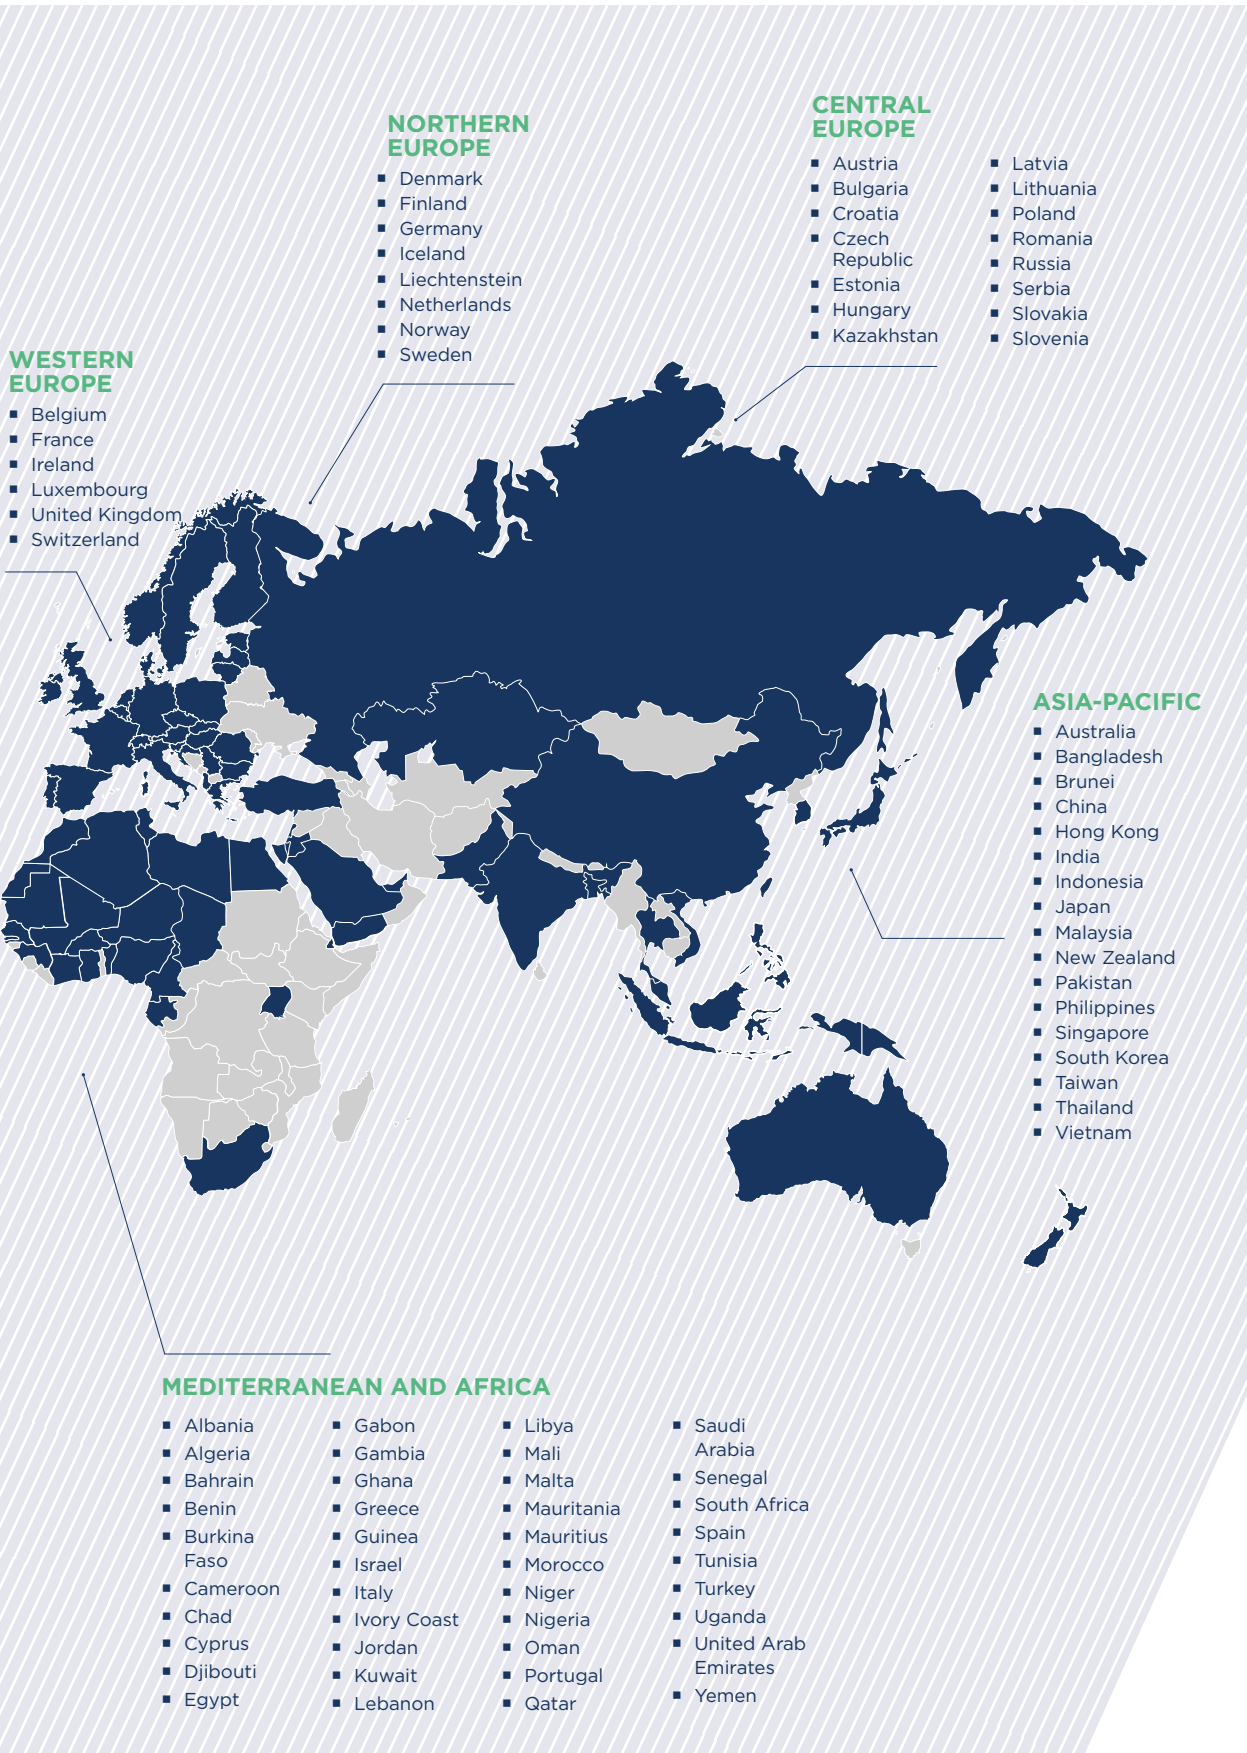 CENTRAL
EUROPE
Austria
Bulgaria
Croatia
Czech
Republic
Estonia
Hungary
Kazakhstan
Latvia
Lithuania
Poland
Romania
Russia
Serbia
Slovakia
Slovenia
NORTHERN
EUROPE
Denmark
Finland
Germany
Iceland
Liechtenstein
Netherlands
Norway
Sweden
WESTERN
EUROPE
Belgium
France
Ireland
Luxembourg
United Kingdom
Switzerland
ASIA-PACIFIC
Australia
Bangladesh
Brunei
China
Hong Kong
India
Indonesia
Japan
Malaysia
New Zealand
Pakistan
Philippines
Singapore
South Korea
Taiwan
Thailand
Vietnam
MEDITERRANEAN AND AFRICA
Albania
Algeria
Bahrain
Benin
Burkina
Faso
Cameroon
Chad
Cyprus
Djibouti
Egypt
Gabon
Gambia
Ghana
Greece
Guinea
Israel
Italy
Ivory Coast
Jordan
Kuwait
Lebanon
Libya
Mali
Malta
Mauritania
Mauritius
Morocco
Niger
Nigeria
Oman
Portugal
Qatar
Saudi
Arabia
Senegal
South Africa
Spain
Tunisia
Turkey
Uganda
United Arab
Emirates
Yemen